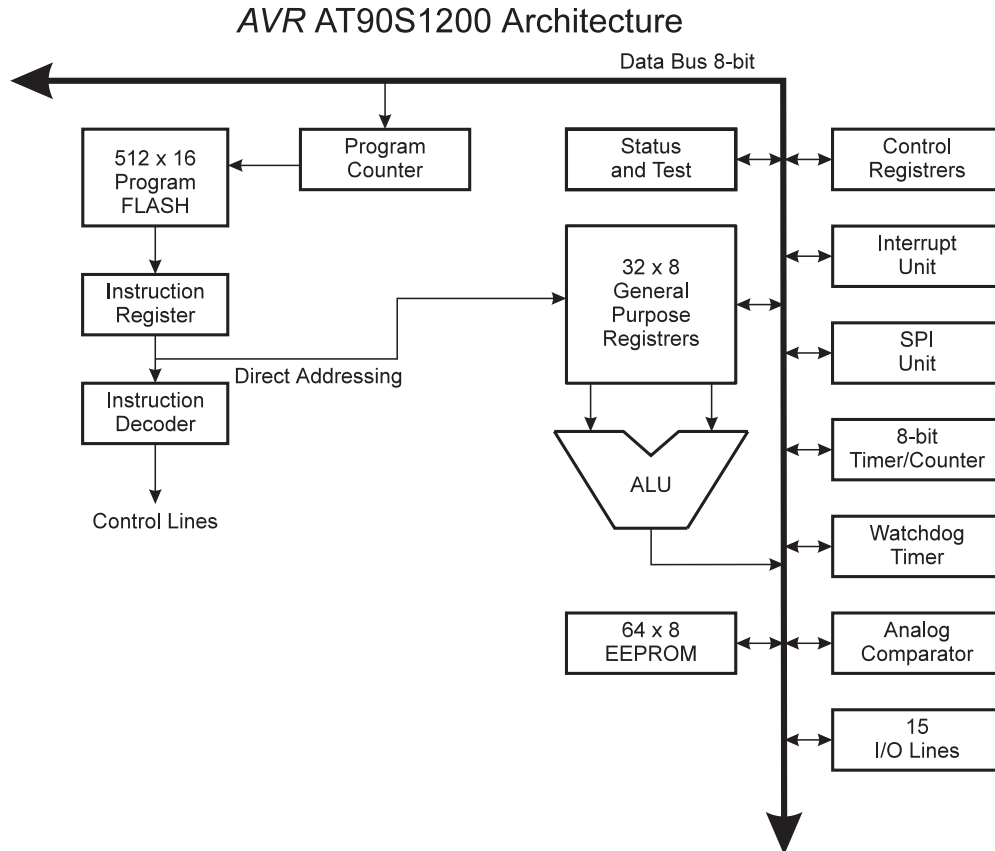 AVR AT90S1200 Architecture
Data Bus 8-bit
512 x 16
Program
FLASH
Program
Counter
Status
and Test
Control
Registrers
Instruction
Register
32 x 8
General
Purpose
Registrers
Interrupt
Unit
SPI
Unit
Direct Addressing
Instruction
Decoder
8-bit
Timer/Counter
ALU
Control Lines
Watchdog
Timer
64 x 8
EEPROM
Analog
Comparator
15
I/O Lines